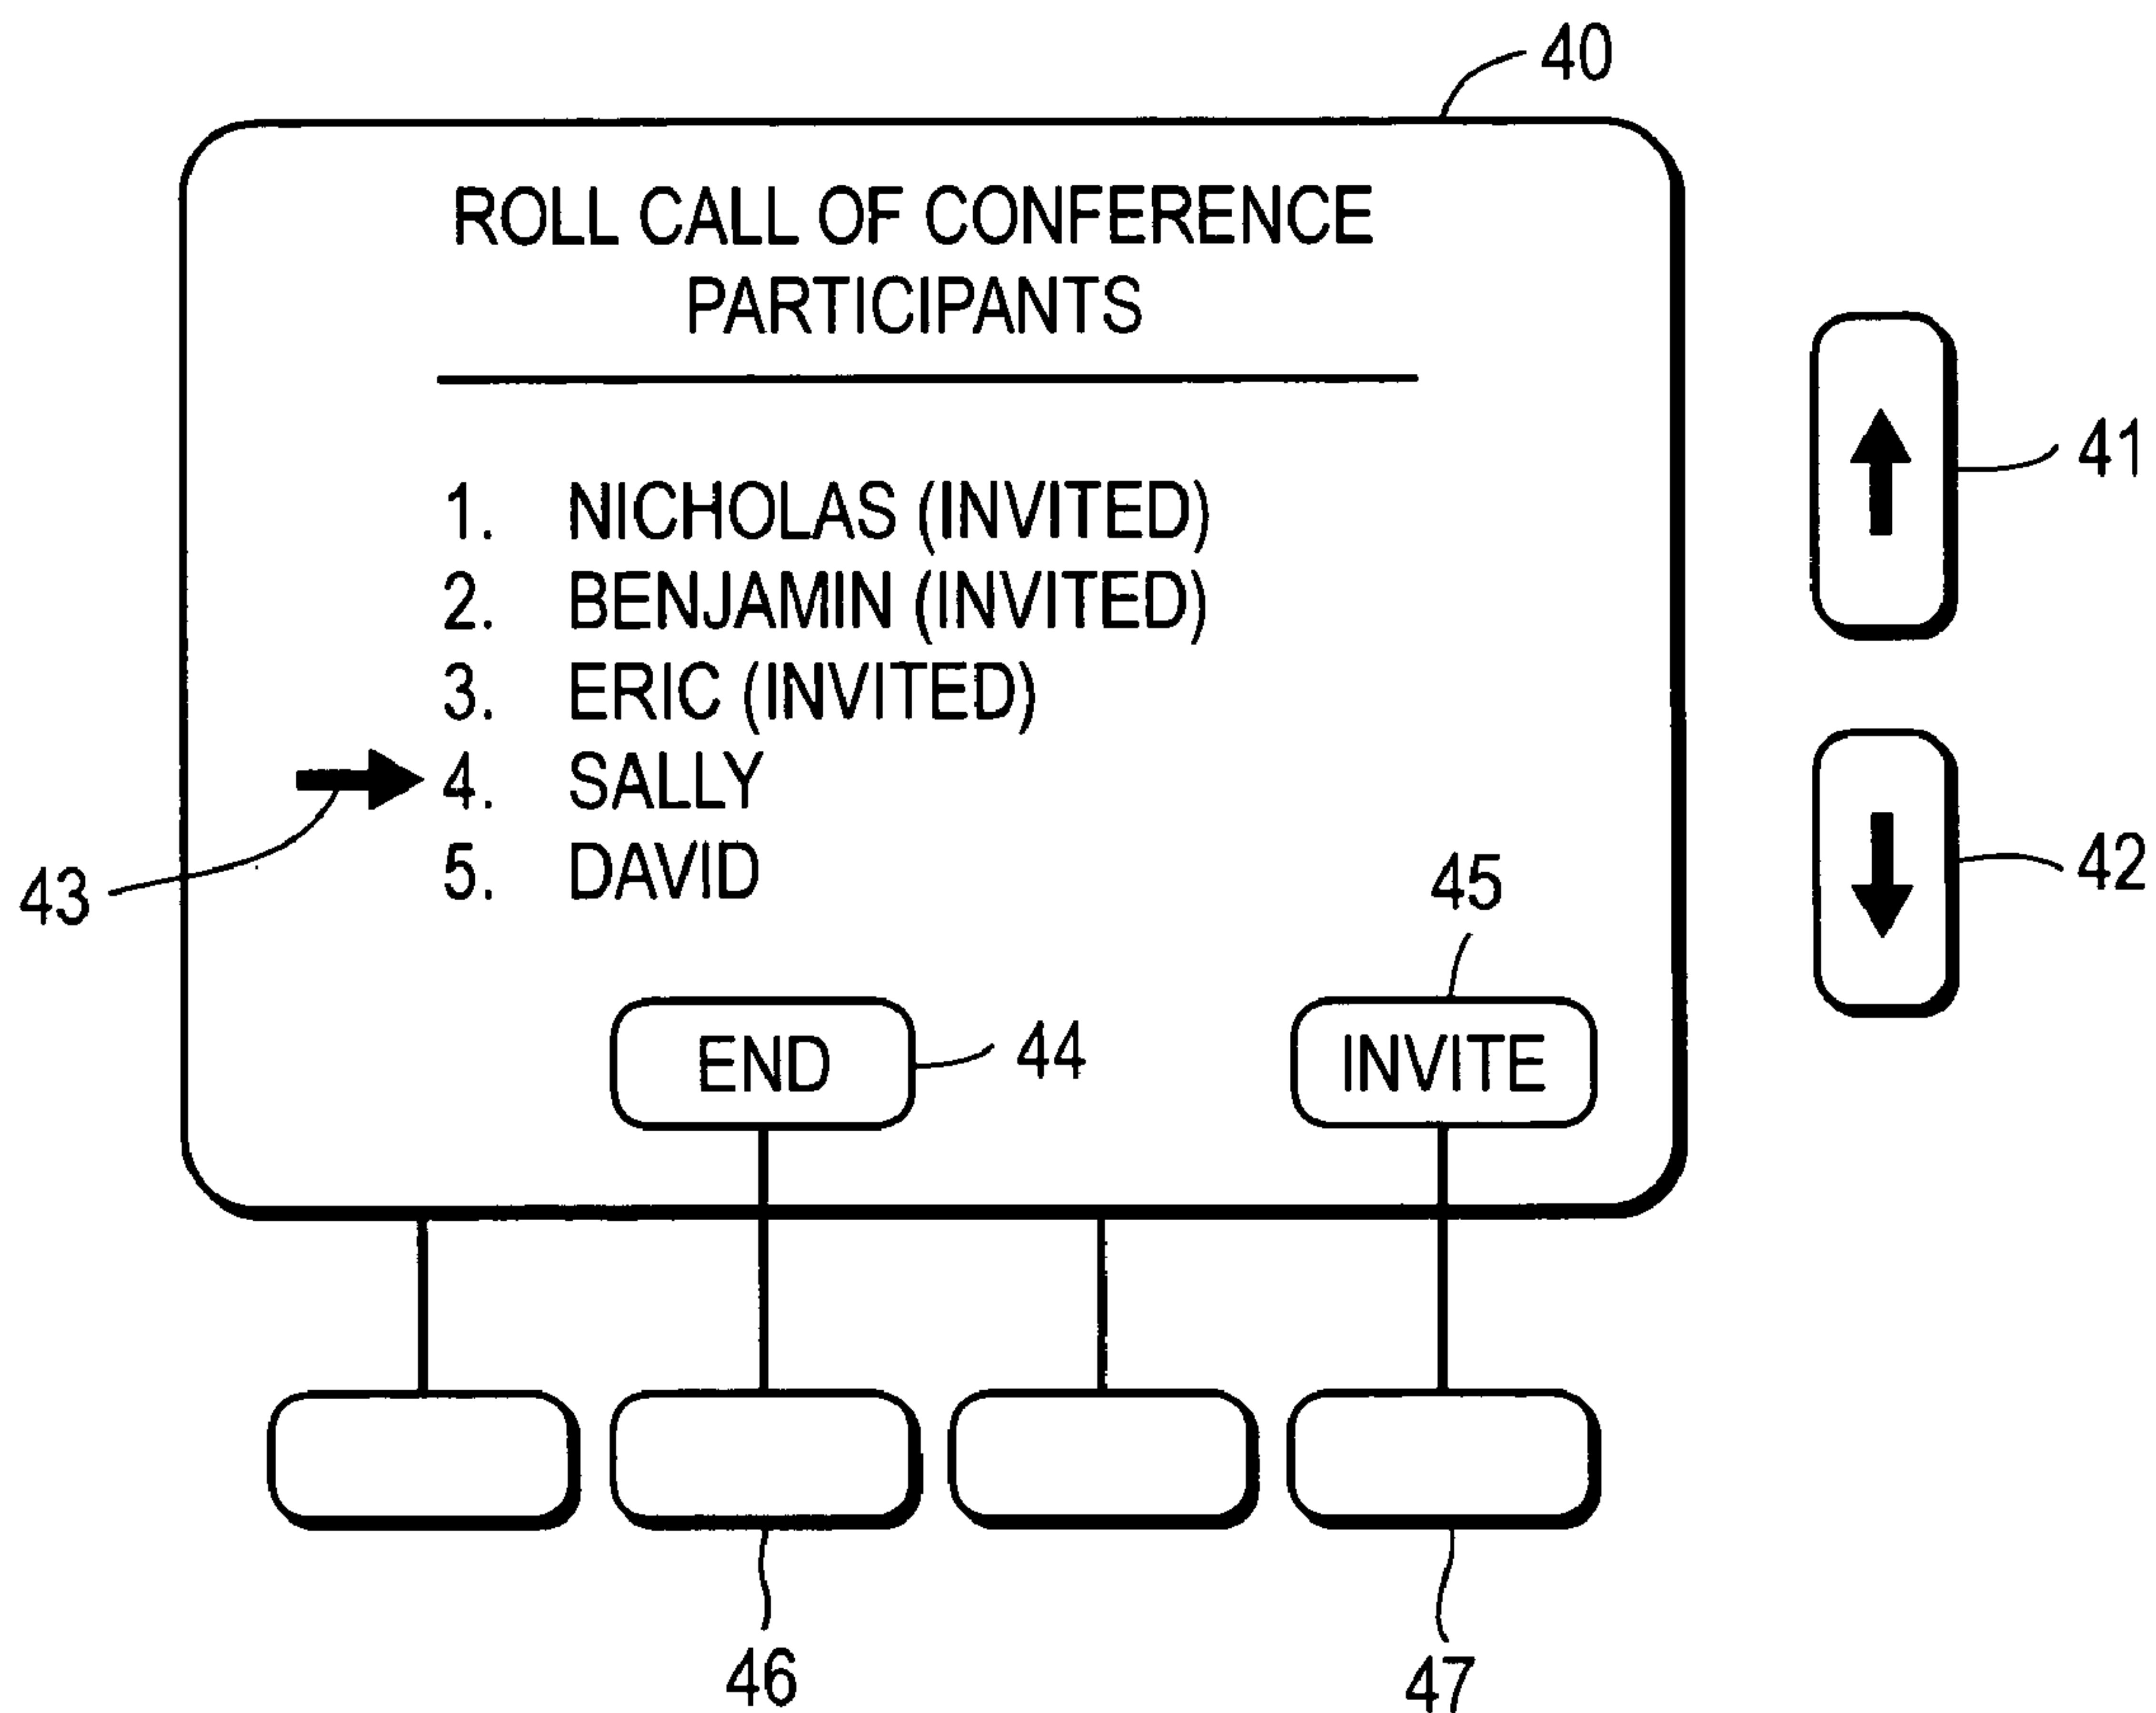 40
ROLL CALL OF CONFERENCE
PARTICIPANTS
41
1. NICHOLAS (INVITED)
2. BENJAMIN (INVITED)
3. ERIC (INVITED)
4. SALLY
5. DAVID
42
43
45
END
44
INVITE
46
47